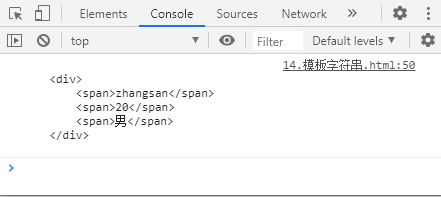 Elements Console Sources Network
top Filter Default levels
14.模板字符串.html:50
<div>
<span>zhangsan</span>
<span>20</span>
<span>男</span>
</div>